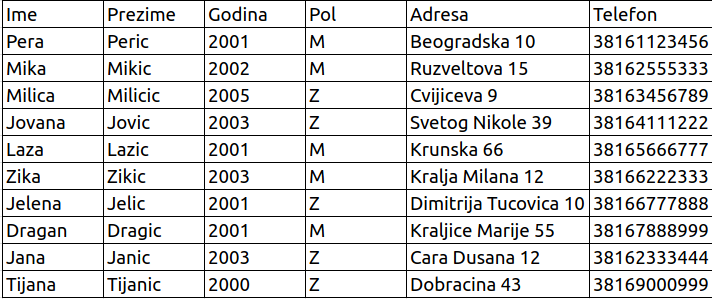 Ime Prezime Godina Pol Adresa Telefon
Pera Peric 2001 M Beogradska 10 38161123456
Mika Mikic 2002 M Ruzveltova 15 38162555333
Milica Milicic 2005 Z Cvijiceva 9 38163456789
Jovana Jovic 2003 Z Svetog Nikole 39 38164111222
Laza Lazic 2001 M Krunska 66 38165666777
Zika Zikic 2003 M Kralja Milana 12 38166222333
Jelena Jelic 2001 Z Dimitrija Tucovica 10 38166777888
Dragan Dragic 2001 M Kraljice Marije 55 38167888999
Jana Janic 2003 Z Cara Dusana 12 38162333444
Tijana Tijanic 2000 Z Dobracina 43 38169000999